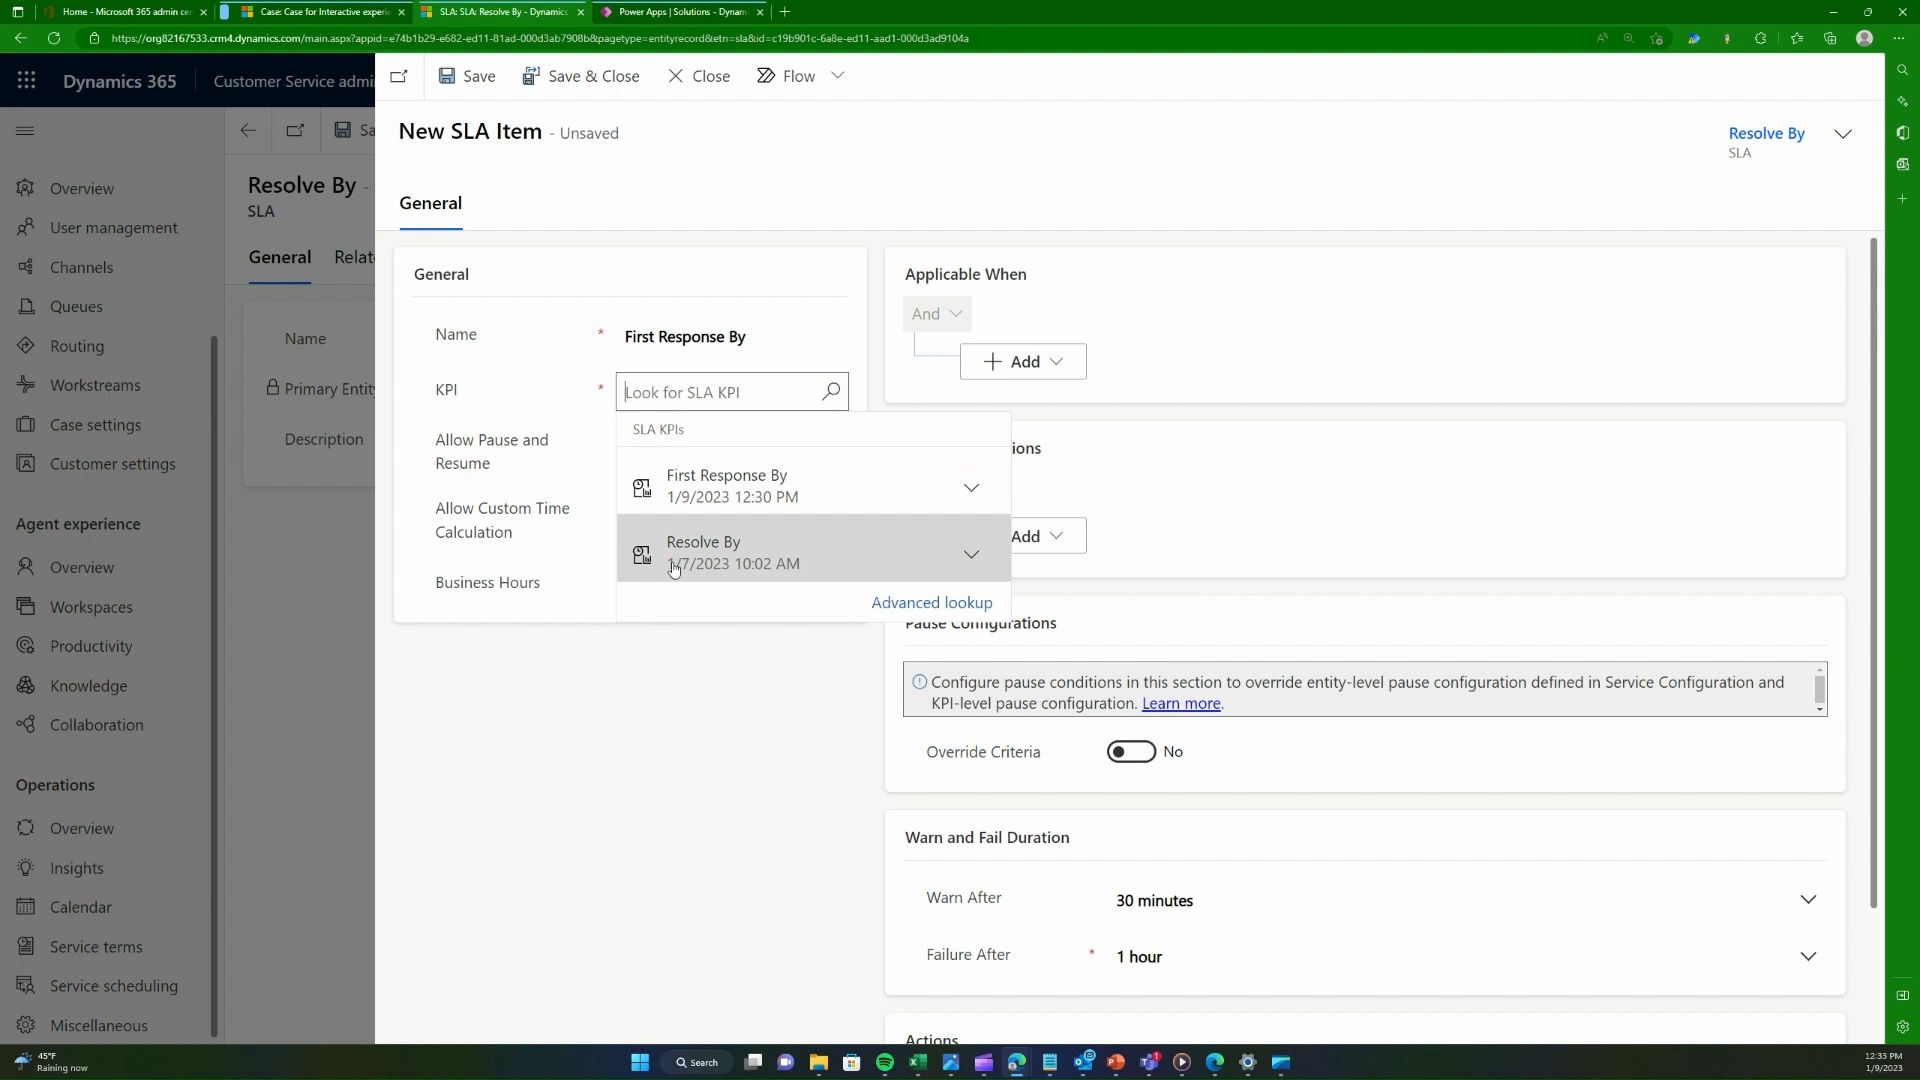 Home - Microsoft 365 admin ce
Case: Case for Interactive experie
SLA: SLA: Resolve By - Dynamics
Power Apps | Solutions - Dynam
https://org82167533.crm4.dynamics.com/main.aspx?appid=e74b1b29-e682-ed11-81ad-000d3ab7908b&pagetype=entityrecord&etn=sla&id=c19b901c-6a8e-ed11-aad1-000d3ad9104a
Dynamics 365
Customer Service admi
Save
Save & Close
Close
Flow
Sa
New SLA Item - Unsaved
Resolve By
SLA
General
Resolve By -
SLA
General
Relat
Name
Primary Entity
Description
Overview
User management
Channels
Queues
Routing
Workstreams
Case settings
Customer settings
Agent experience
Overview
Workspaces
Productivity
Knowledge
Collaboration
Operations
Overview
Insights
Calendar
Service terms
Service scheduling
Miscellaneous
General
Name * First Response By
KPI * Look for SLA KPI
Allow Pause and
Resume
Allow Custom Time
Calculation
Business Hours
SLA KPIs
First Response By
1/9/2023 12:30 PM
Resolve By
1/7/2023 10:02 AM
Advanced lookup
Applicable When
And
Add
ions
Add
Pause Configurations
Configure pause conditions in this section to override entity-level pause configuration defined in Service Configuration and
KPI-level pause configuration. Learn more.
Override Criteria No
Warn and Fail Duration
Warn After 30 minutes
Failure After * 1 hour
Actions
45°F
Raining now
Search
1
12:33 PM
1/9/2023